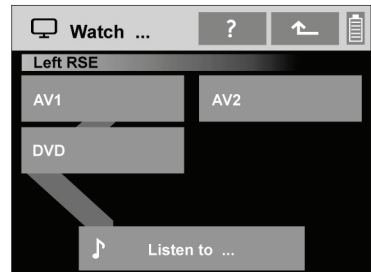 Watch ... ?
Left RSE
AV1 AV2
DVD
Listen to ...